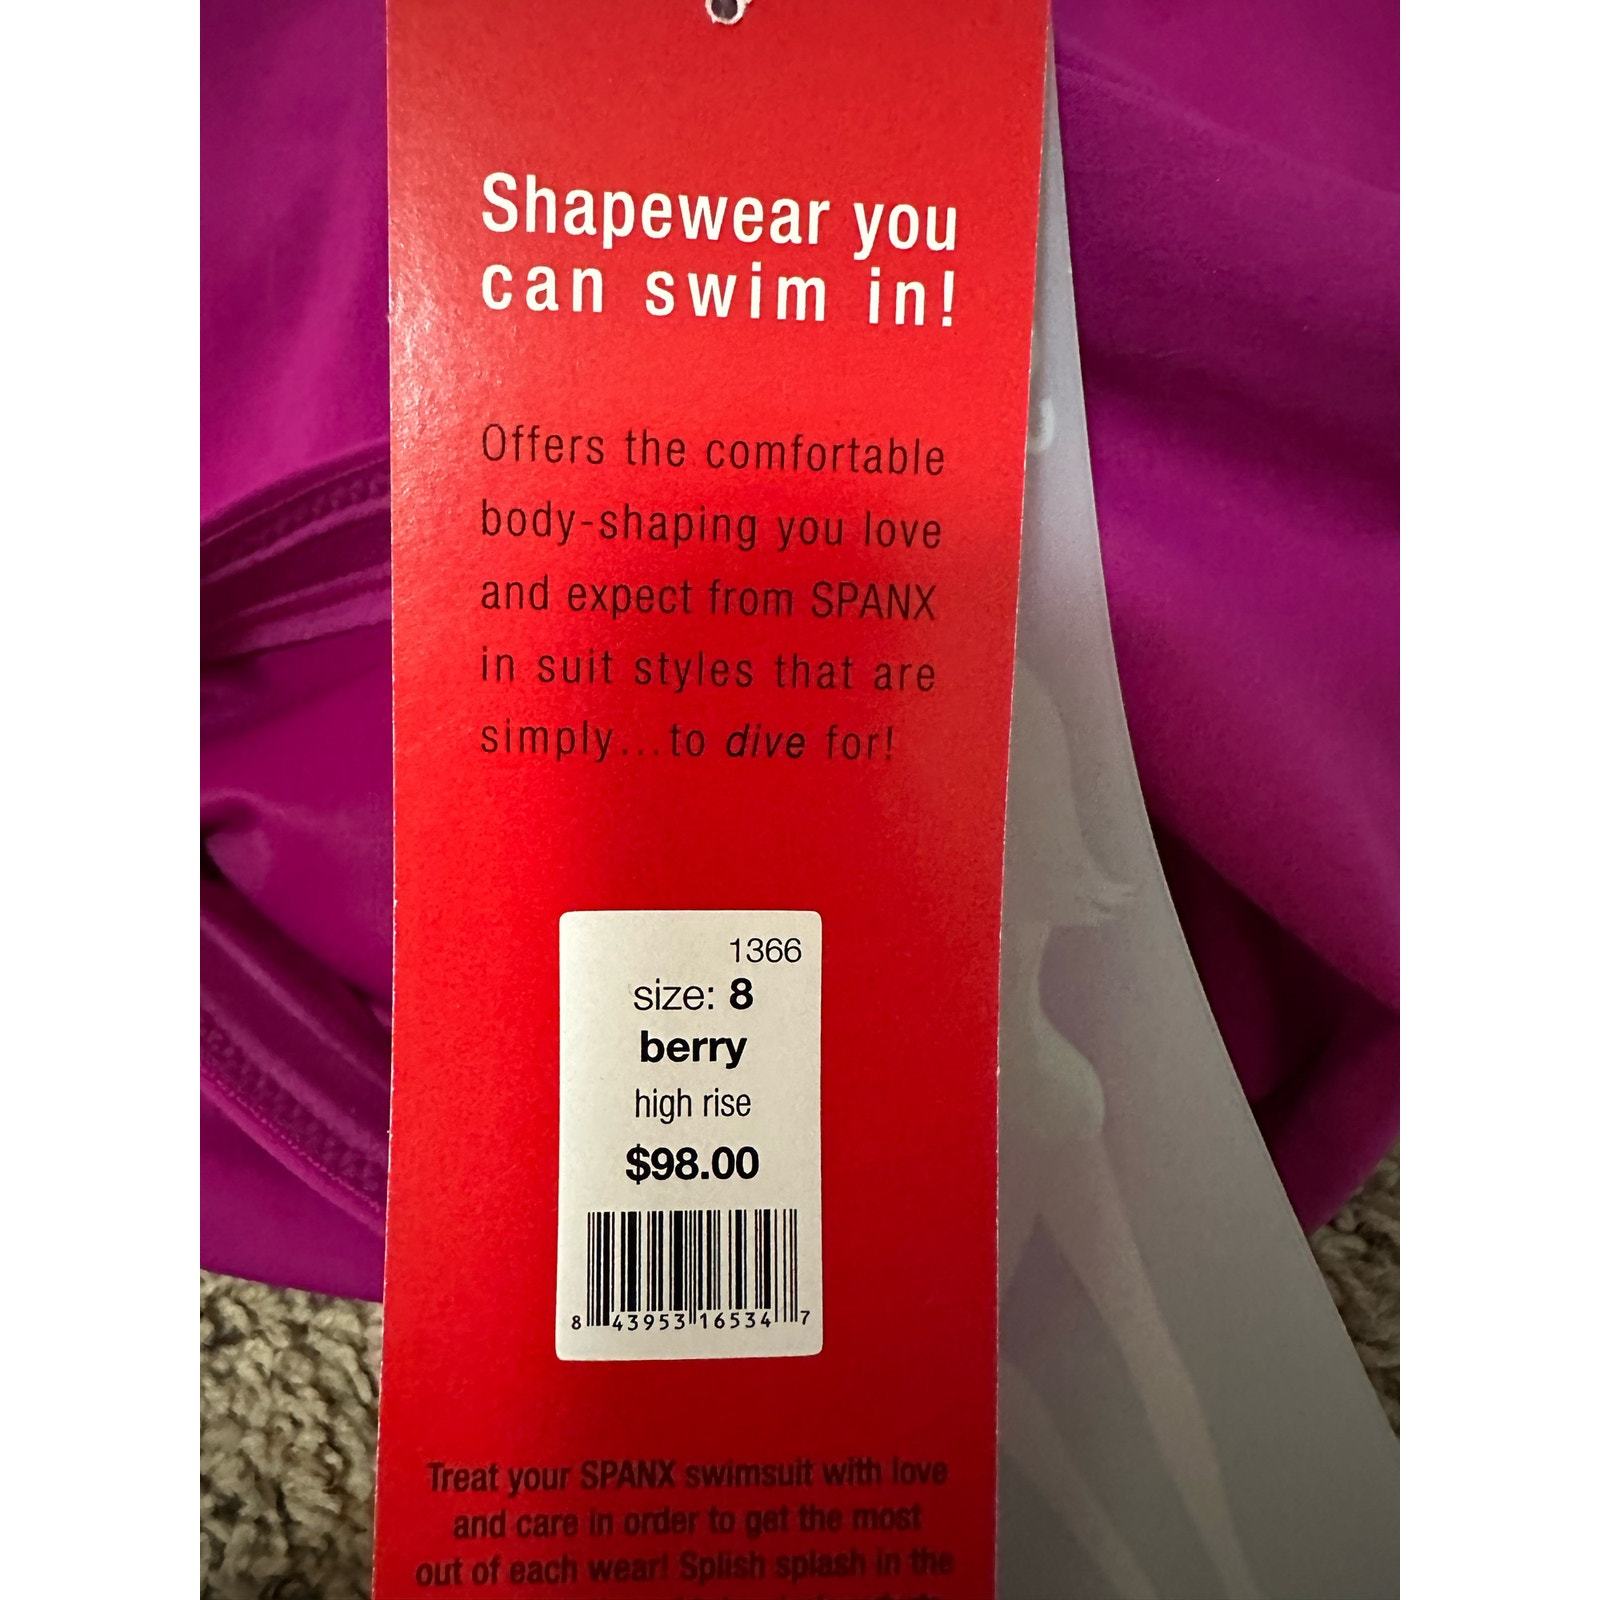 Shapewear you
can swim in!
Offers the comfortable
body-shaping you love
and expect from SPANX
in suit styles that are
simply...to dive for!
1366
size: 8
berry
high rise
$98.00
8 43953 16534 7
Treat your SPANX swimsuit with love
and care in order to get the most
out of each wear! Splish splash in the